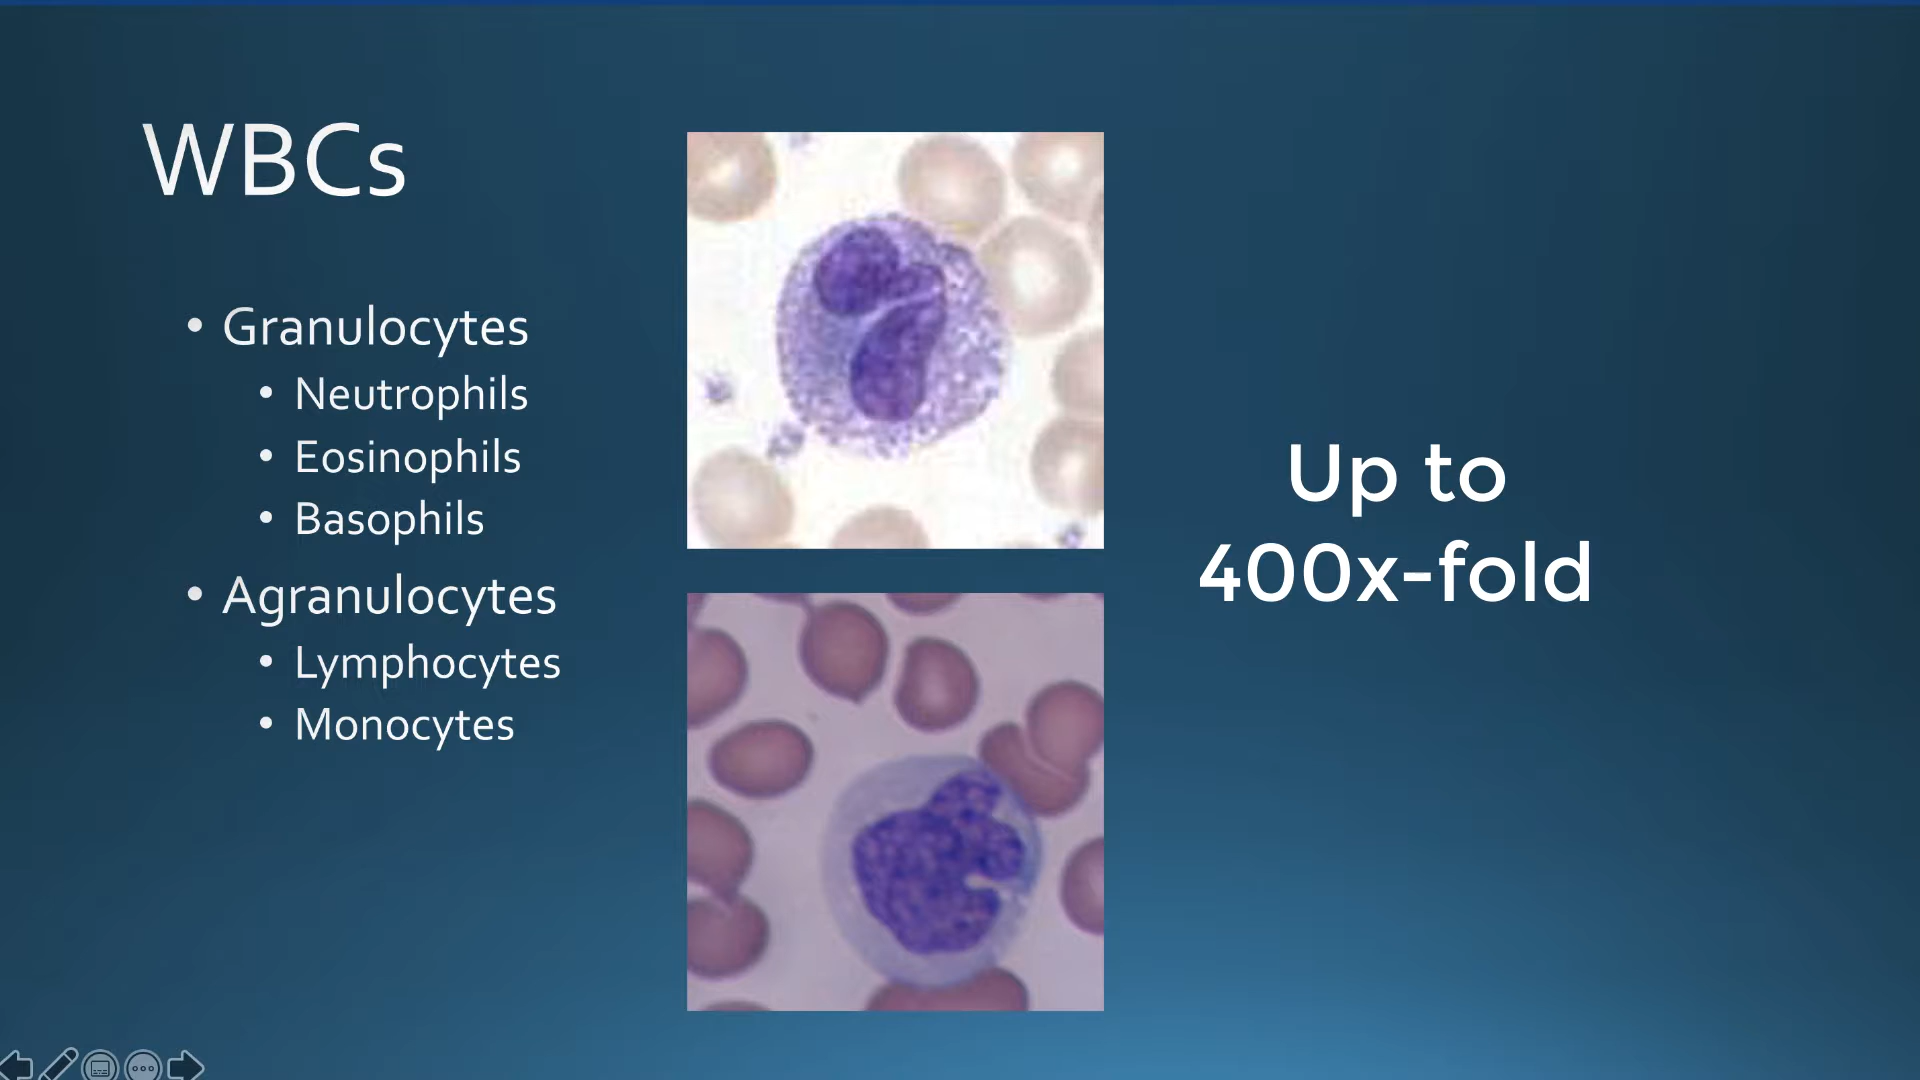 WBCs
• Granulocytes
• Neutrophils
• Eosinophils
• Basophils
• Agranulocytes
• Lymphocytes
• Monocytes
Up to
400x-fold